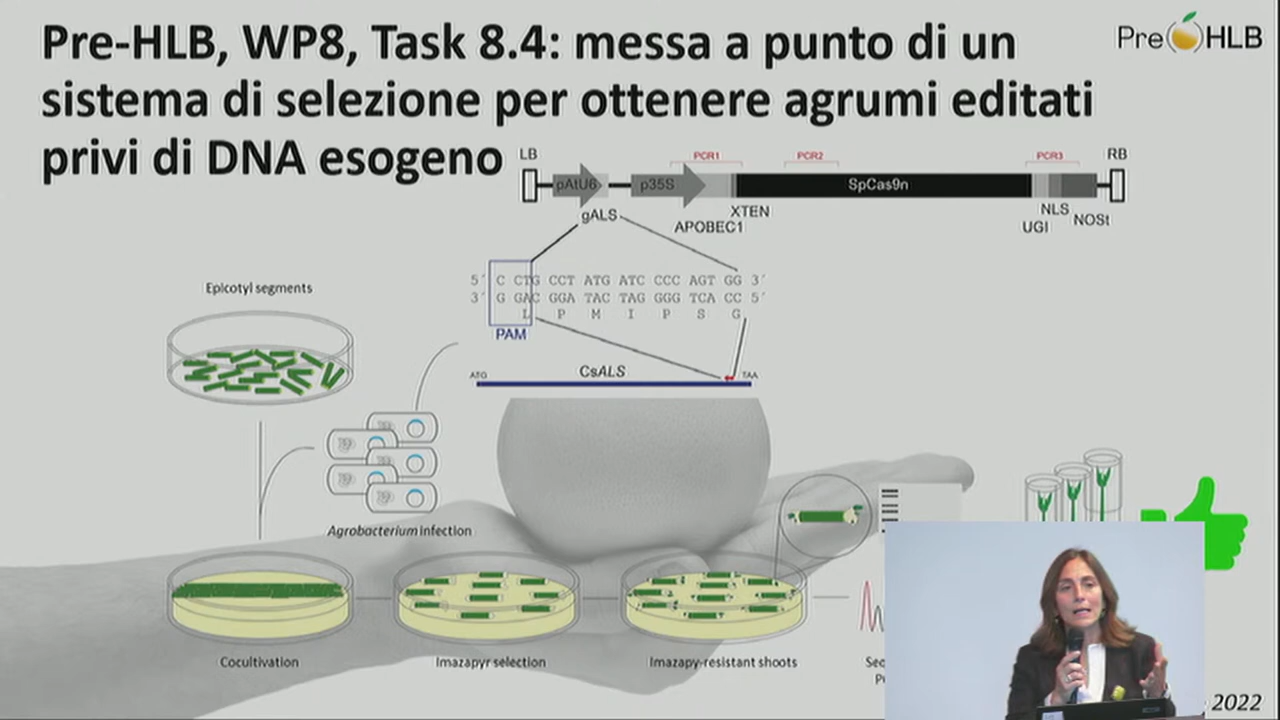 Pre-HLB, WP8, Task 8.4: messa a punto di un
sistema di selezione per ottenere agrumi editati
privi di DNA esogeno
Pre HLB
LB
PCR1
PCR2
PCR3
RB
pAtU6
p35S
SpCas9n
gALS
XTEN
APOBEC1
NLS
UGI
NOSt
5´ C CTG CCT ATG ATC CCC AGT GG 3´
3´ G GAC GGA TAC TAG GGG TCA CC 5´
L P M I P S G
PAM
ATG
CsALS
TAA
Epicotyl segments
Agrobacterium infection
Cocultivation
Imazapyr selection
Imazapy-resistant shoots
2022